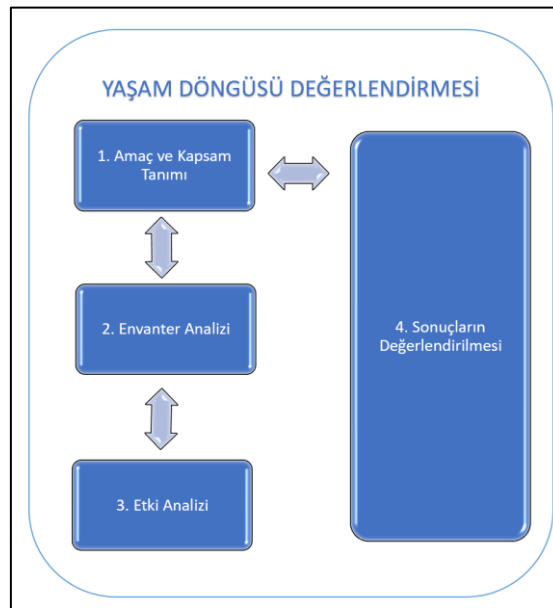 YAŞAM DÖNGÜSÜ DEĞERLENDİRMESİ
1. Amaç ve Kapsam
Tanımı
2. Envanter Analizi
3. Etki Analizi
4. Sonuçların
Değerlendirilmesi